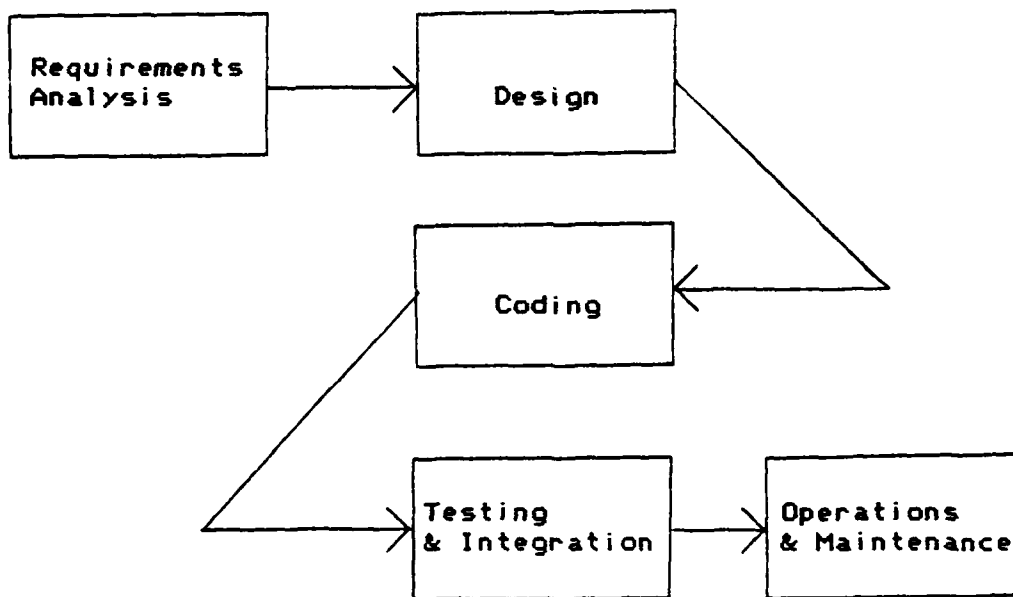 Requirements
Analysis
Design
Coding
Testing
& Integration
Operations
& Maintenance